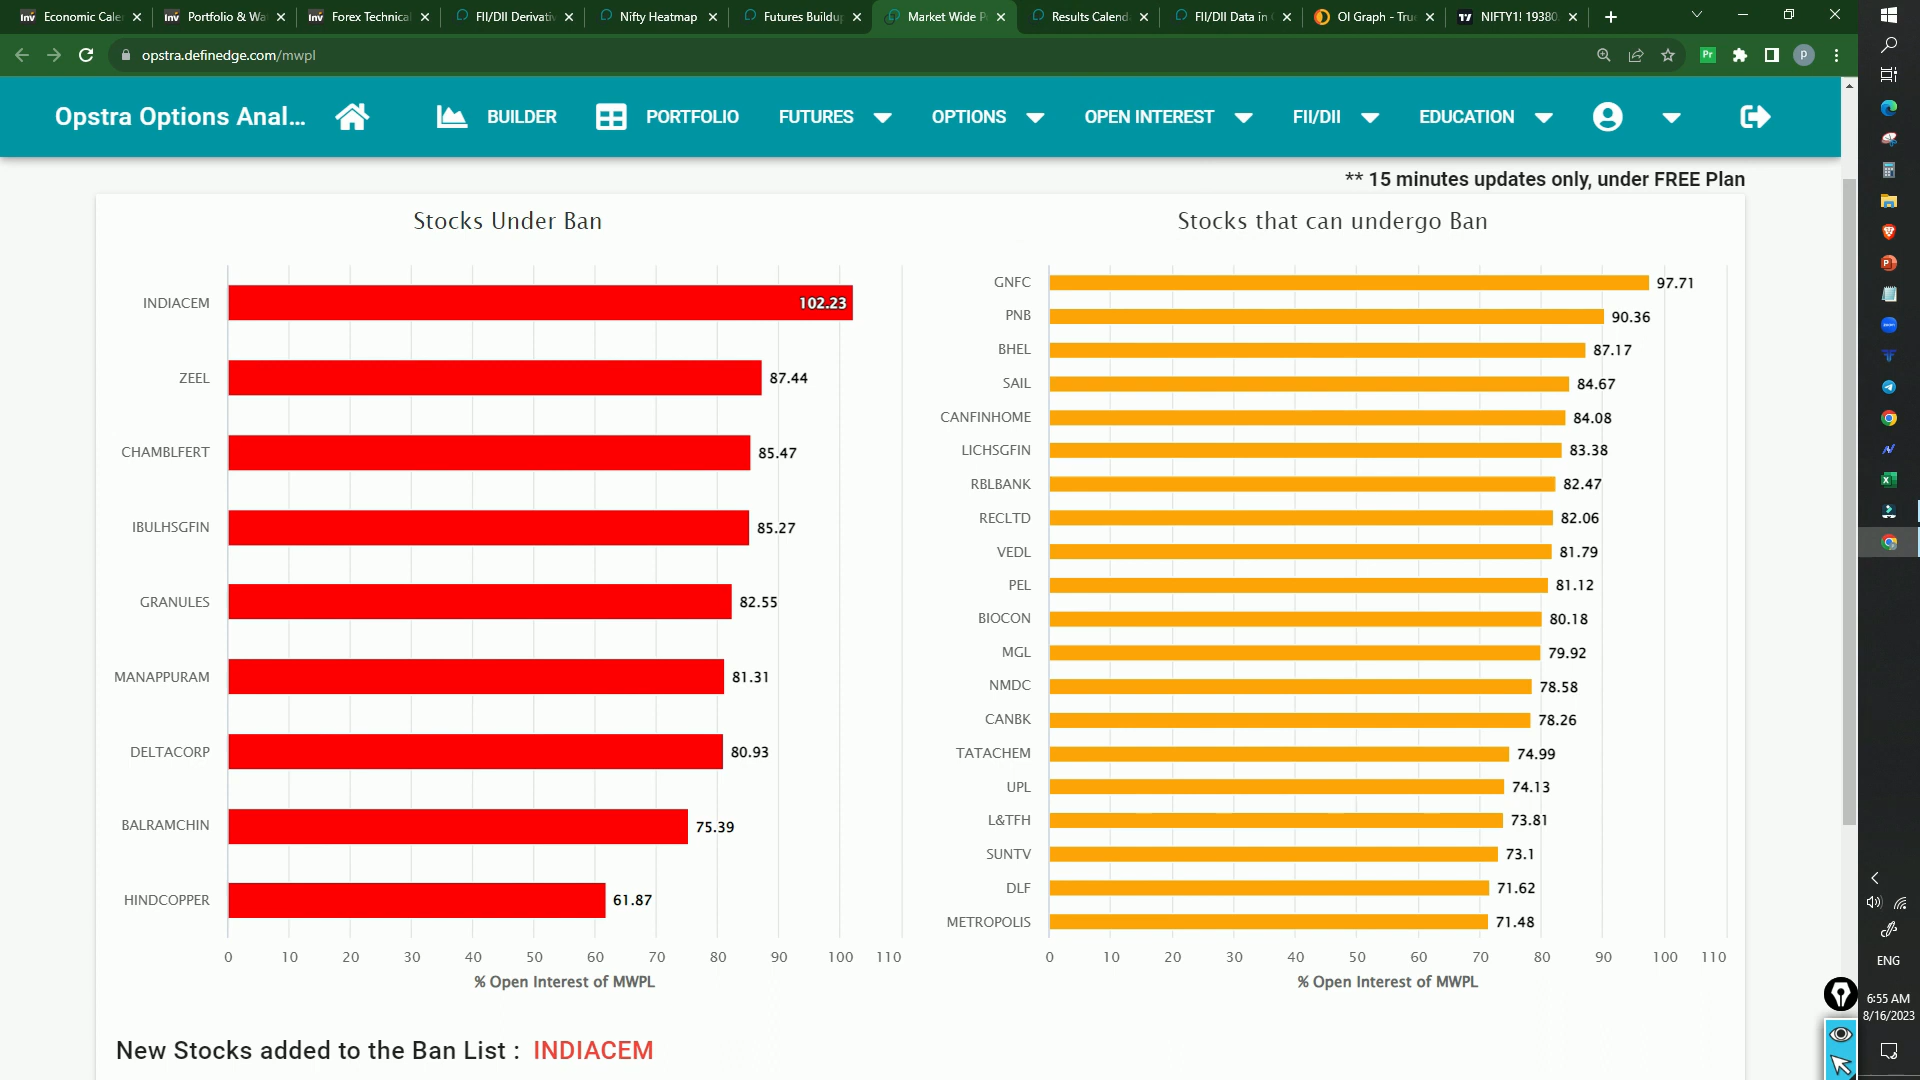 Economic Cale
Portfolio & Wa
Forex Technica
FII/DII Derivati
Nifty Heatmap
Futures Buildup
Market Wide P
Results Calend
FII/DII Data in
OI Graph - True
NIFTY1! 19380.
opstra.definedge.com/mwpl
Opstra Options Anal...
BUILDER
PORTFOLIO
FUTURES
OPTIONS
OPEN INTEREST
FII/DII
EDUCATION
** 15 minutes updates only, under FREE Plan
Stocks Under Ban
INDIACEM 102.23
ZEEL 87.44
CHAMBLFERT 85.47
IBULHSGFIN 85.27
GRANULES 82.55
MANAPPURAM 81.31
DELTACORP 80.93
BALRAMCHIN 75.39
HINDCOPPER 61.87
0 10 20 30 40 50 60 70 80 90 100 110
% Open Interest of MWPL
Stocks that can undergo Ban
GNFC 97.71
PNB 90.36
BHEL 87.17
SAIL 84.67
CANFINHOME 84.08
LICHSGFIN 83.38
RBLBANK 82.47
RECLTD 82.06
VEDL 81.79
PEL 81.12
BIOCON 80.18
MGL 79.92
NMDC 78.58
CANBK 78.26
TATACHEM 74.99
UPL 74.13
L&TFH 73.81
SUNTV 73.1
DLF 71.62
METROPOLIS 71.48
0 10 20 30 40 50 60 70 80 90 100 110
% Open Interest of MWPL
New Stocks added to the Ban List : INDIACEM
ENG
6:55 AM
8/16/2023